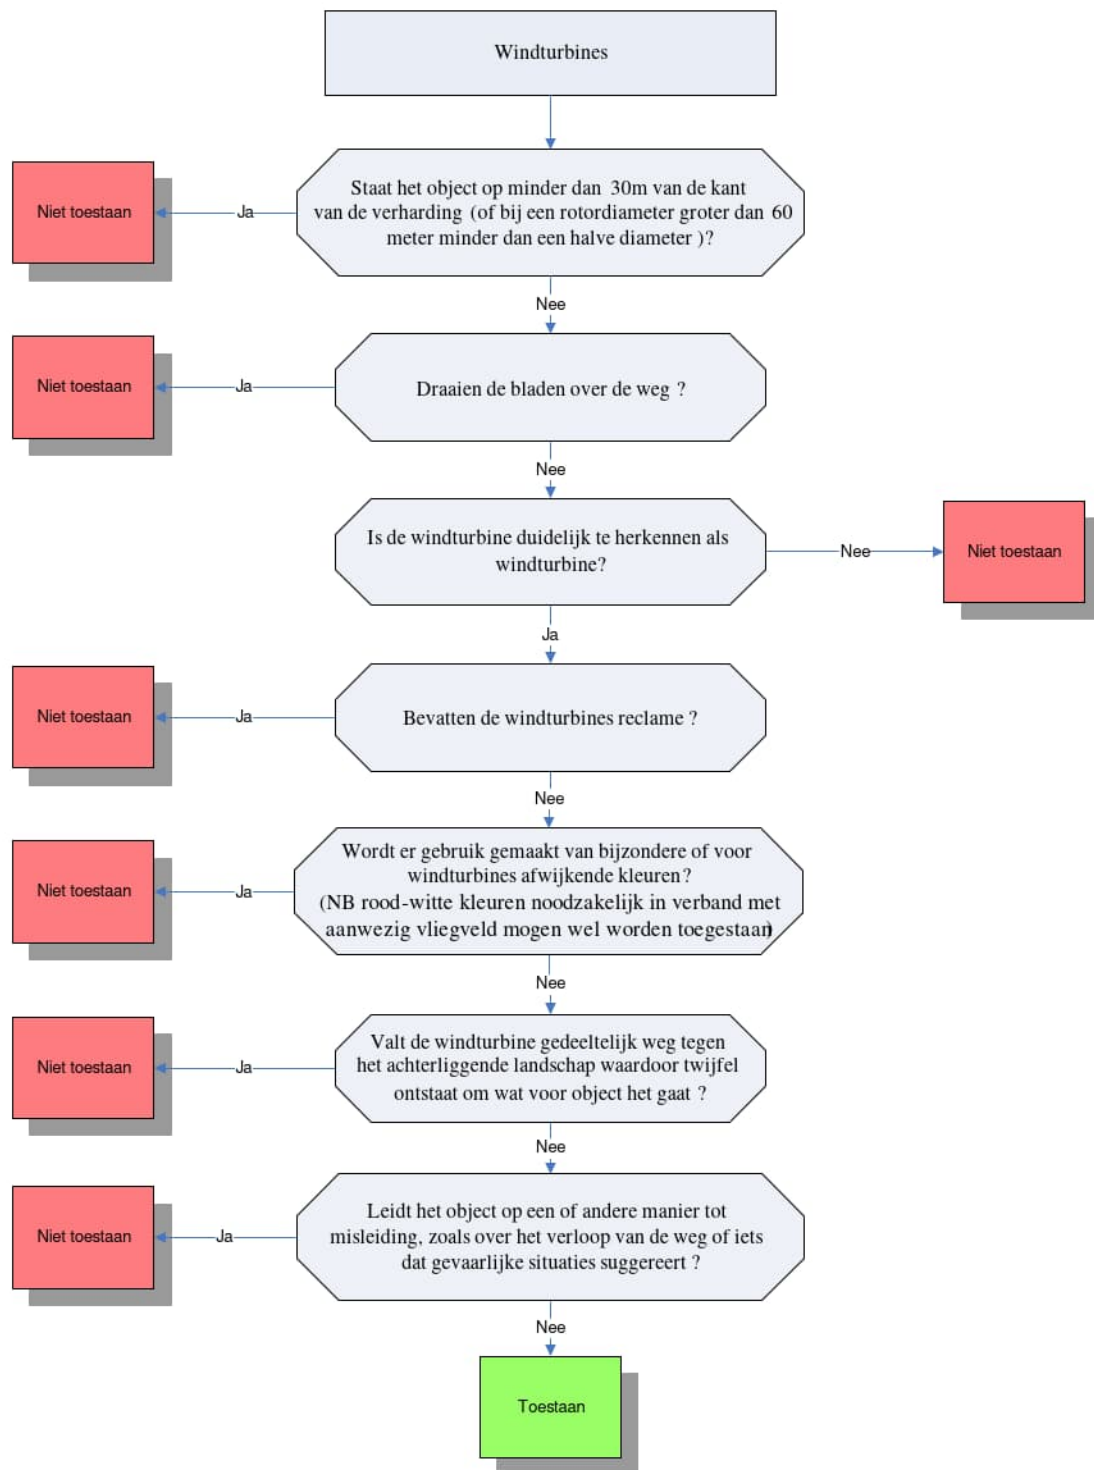 Windturbines
Staat het object op minder dan 30m van de kant
van de verharding (of bij een rotordiameter groter dan 60
meter minder dan een halve diameter )?
Ja
Niet toestaan
Nee
Draaien de bladen over de weg ?
Ja
Niet toestaan
Nee
Is de windturbine duidelijk te herkennen als
windturbine?
Nee
Niet toestaan
Ja
Bevatten de windturbines reclame ?
Ja
Niet toestaan
Nee
Wordt er gebruik gemaakt van bijzondere of voor
windturbines afwijkende kleuren?
(NB rood-witte kleuren noodzakelijk in verband met
aanwezig vliegveld mogen wel worden toegestaan)
Ja
Niet toestaan
Nee
Valt de windturbine gedeeltelijk weg tegen
het achterliggende landschap waardoor twijfel
ontstaat om wat voor object het gaat ?
Ja
Niet toestaan
Nee
Leidt het object op een of andere manier tot
misleiding, zoals over het verloop van de weg of iets
dat gevaarlijke situaties suggereert ?
Ja
Niet toestaan
Nee
Toestaan